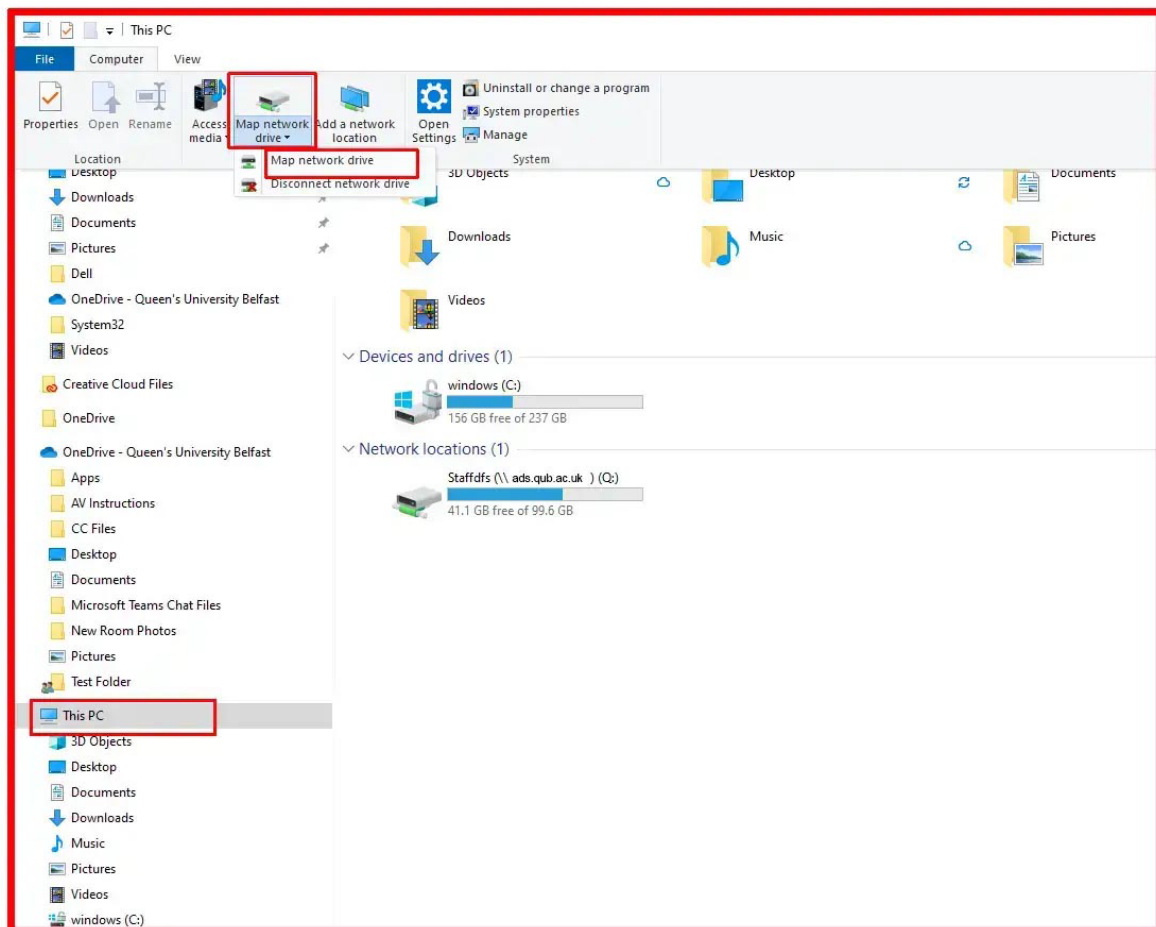 This PC
File Computer View
Properties Open Rename Access media Map network drive Add a network location Open Settings
Uninstall or change a program
System properties
Manage
Location
System
Map network drive
Disconnect network drive
Desktop
Downloads
Documents
Pictures
Dell
OneDrive - Queen's University Belfast
System32
Videos
Creative Cloud Files
OneDrive
OneDrive - Queen's University Belfast
Apps
AV Instructions
CC Files
Desktop
Documents
Microsoft Teams Chat Files
New Room Photos
Pictures
Test Folder
This PC
3D Objects
Desktop
Documents
Downloads
Music
Pictures
Videos
windows (C:)
3D Objects Desktop Documents
Downloads Music Pictures
Videos
Devices and drives (1)
windows (C:)
156 GB free of 237 GB
Network locations (1)
Staffdfs (\\ ads.qub.ac.uk ) (Q:)
41.1 GB free of 99.6 GB